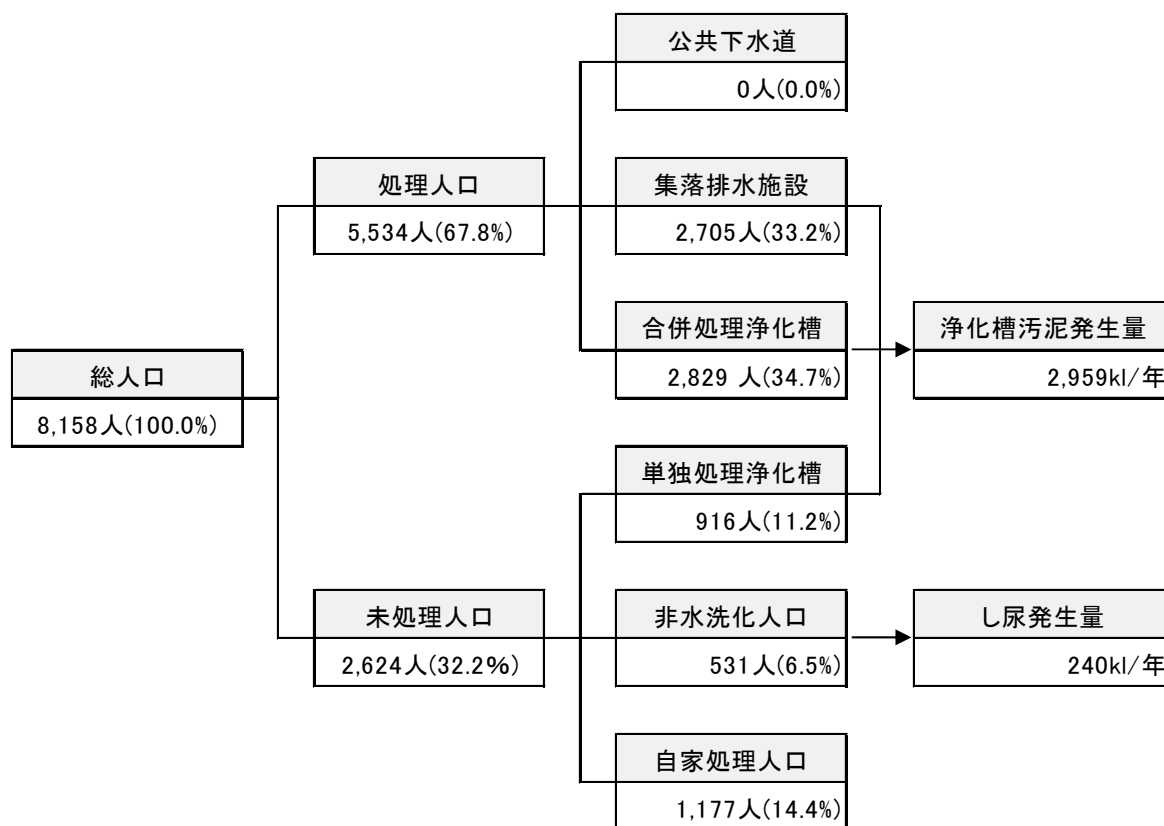 公共下水道
0人(0.0%)
処理人口
5,534人(67.8%)
集落排水施設
2,705人(33.2%)
合併処理浄化槽
2,829 人(34.7%)
浄化槽汚泥発生量
2,959kl/年
総人口
8,158人(100.0%)
単独処理浄化槽
916人(11.2%)
未処理人口
2,624人(32.2%)
非水洗化人口
531人(6.5%)
し尿発生量
240kl/年
自家処理人口
1,177人(14.4%)